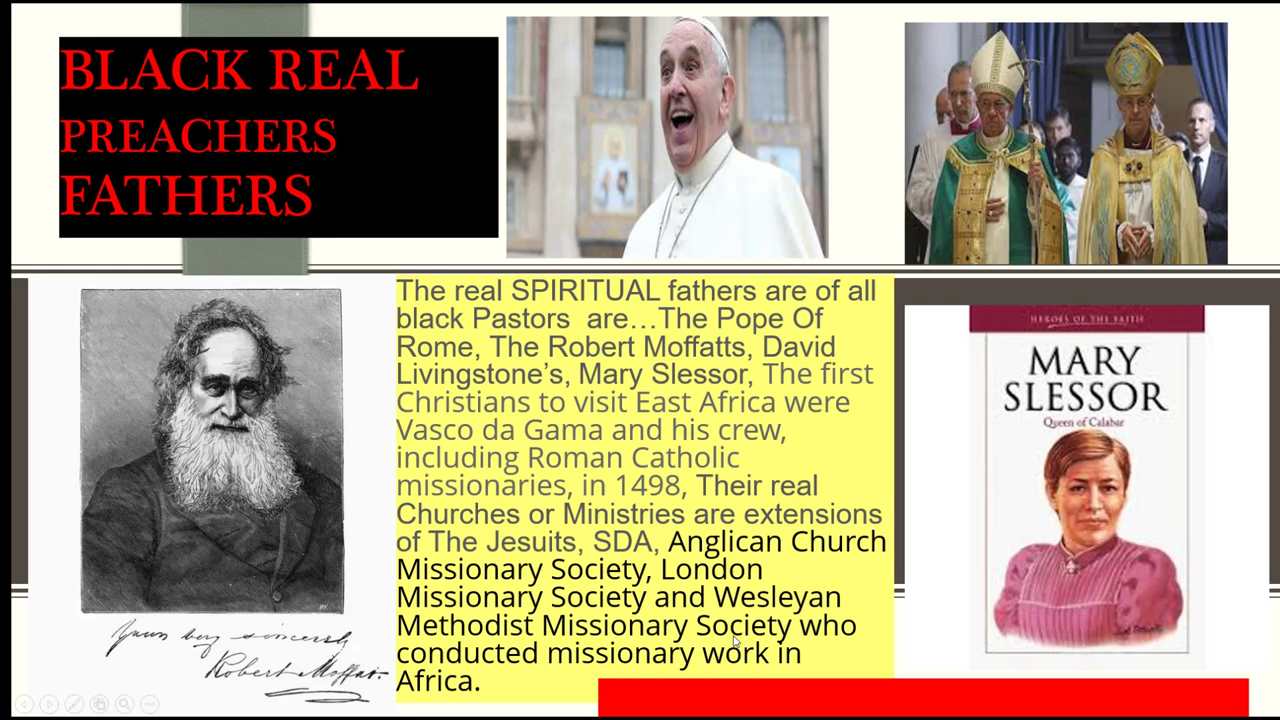 BLACK REAL
PREACHERS
FATHERS
The real SPIRITUAL fathers are of all
black Pastors are…The Pope Of
Rome, The Robert Moffatts, David
Livingstone’s, Mary Slessor, The first
Christians to visit East Africa were
Vasco da Gama and his crew,
including Roman Catholic
missionaries, in 1498, Their real
Churches or Ministries are extensions
of The Jesuits, SDA, Anglican Church
Missionary Society, London
Missionary Society and Wesleyan
Methodist Missionary Society who
conducted missionary work in
Africa.
Yours very sincerely
Robert Moffat
HEROES OF THE FAITH
MARY
SLESSOR
Queen of Calabar